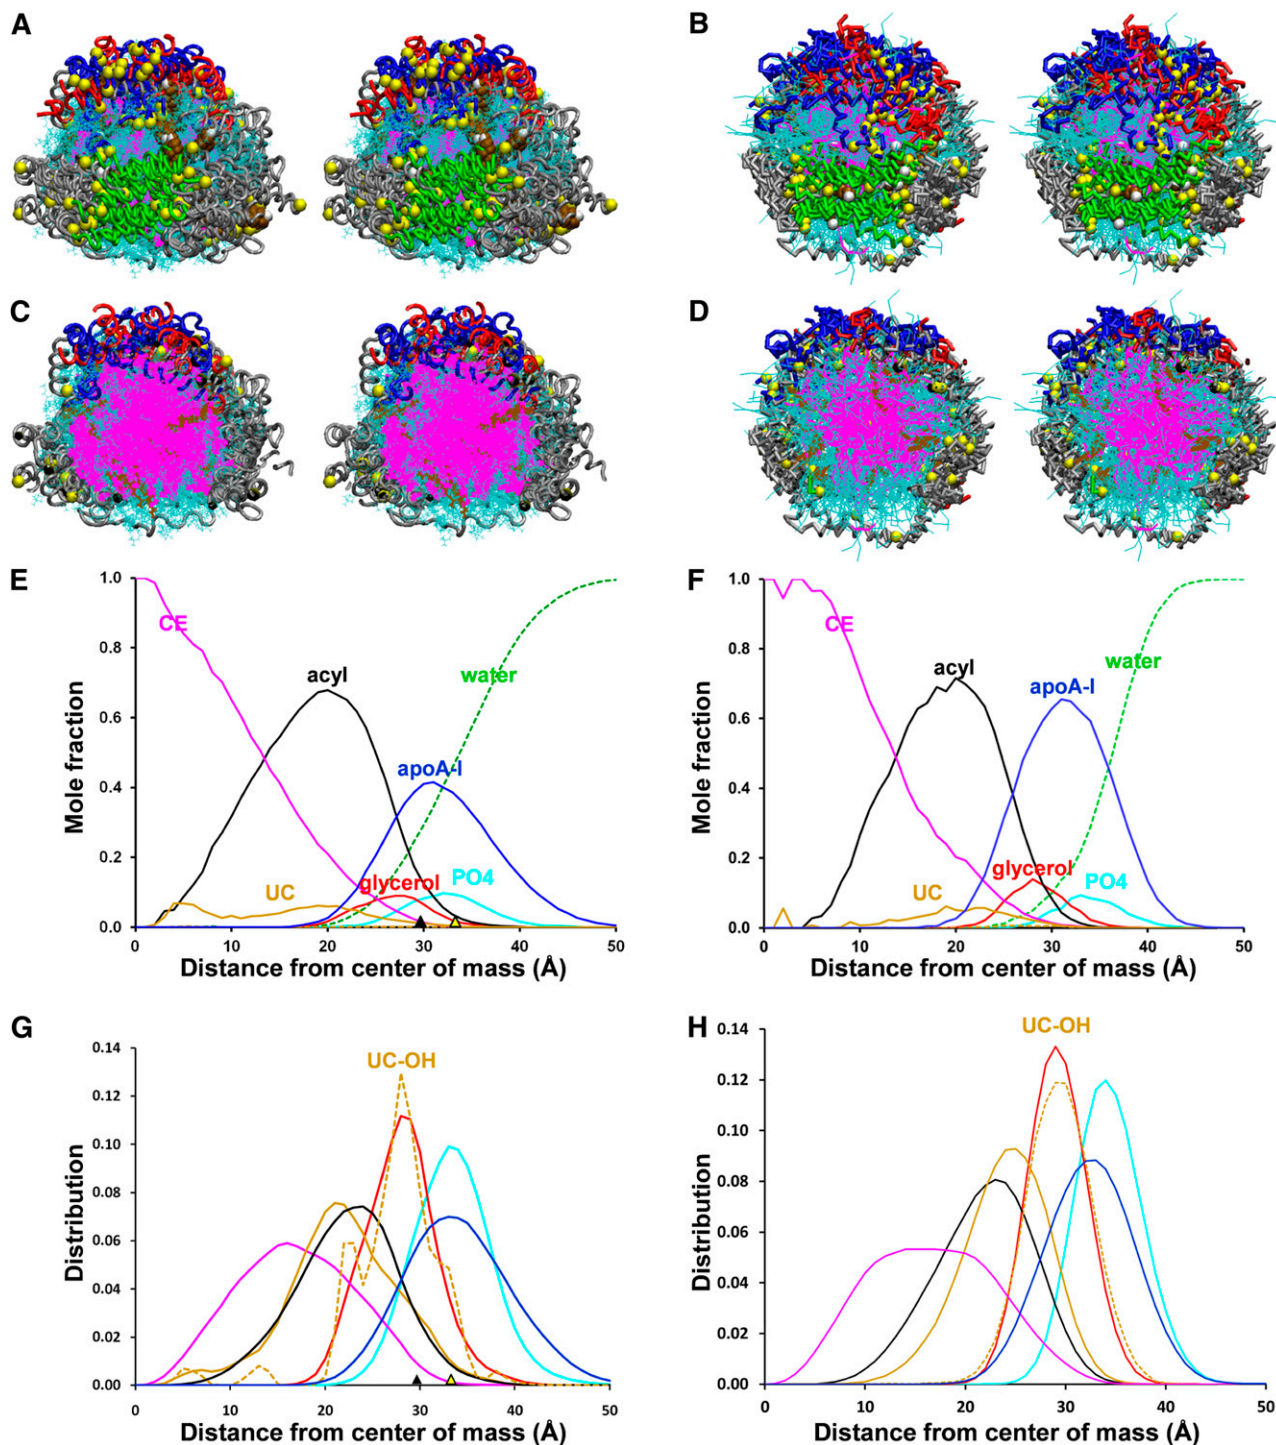 A
B
C
D
E
F
1.0
0.8
0.6
0.4
0.2
0.0
Mole fraction
CE
acyl
water
apoA-I
UC
glycerol
PO4
0
10
20
30
40
50
Distance from center of mass (Å)
1.0
0.8
0.6
0.4
0.2
0.0
Mole fraction
CE
acyl
water
apoA-I
UC
glycerol
PO4
0
10
20
30
40
50
Distance from center of mass (Å)
G
H
0.14
0.12
0.10
0.08
0.06
0.04
0.02
0.00
Distribution
UC-OH
0
10
20
30
40
50
Distance from center of mass (Å)
0.14
0.12
0.10
0.08
0.06
0.04
0.02
0.00
Distribution
UC-OH
0
10
20
30
40
50
Distance from center of mass (Å)